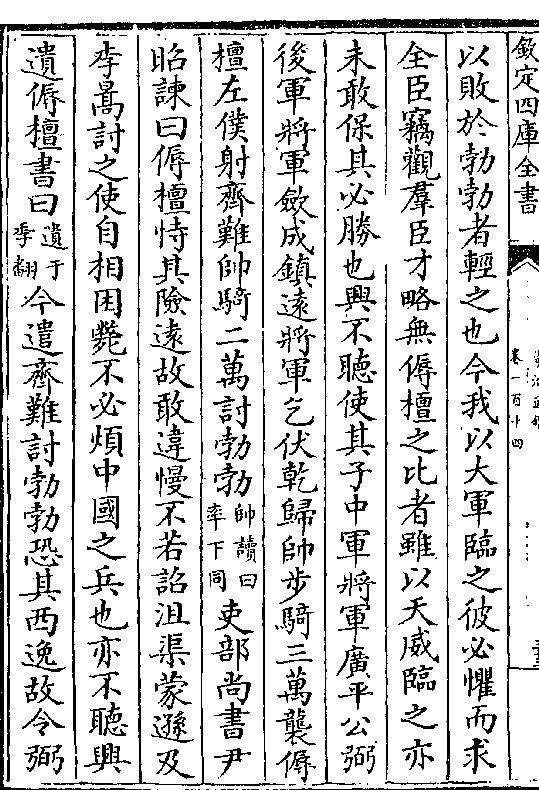 欽定四庫全書
卷一百十四
以敗於勃勃者輕之也今我以大軍臨之彼必懼而求
全臣竊觀羣臣才略無傉檀之比者雖以天威臨之亦
未敢保其必勝也興不聽使其子中軍將軍廣平公弼
後軍將軍斂成鎮遠將軍乞伏乾歸帥步騎三萬襲傉
檀左僕射齊難帥騎二萬討勃勃帥讀曰率下同吏部尚書尹
昭諫曰傉檀恃其險遠故敢違慢不若詔沮渠蒙遜及
李暠討之使自相困斃不必煩中國之兵也亦不聽興
遺傉檀書曰遺于季翻今遣齊難討勃勃恐其西逸故令弼